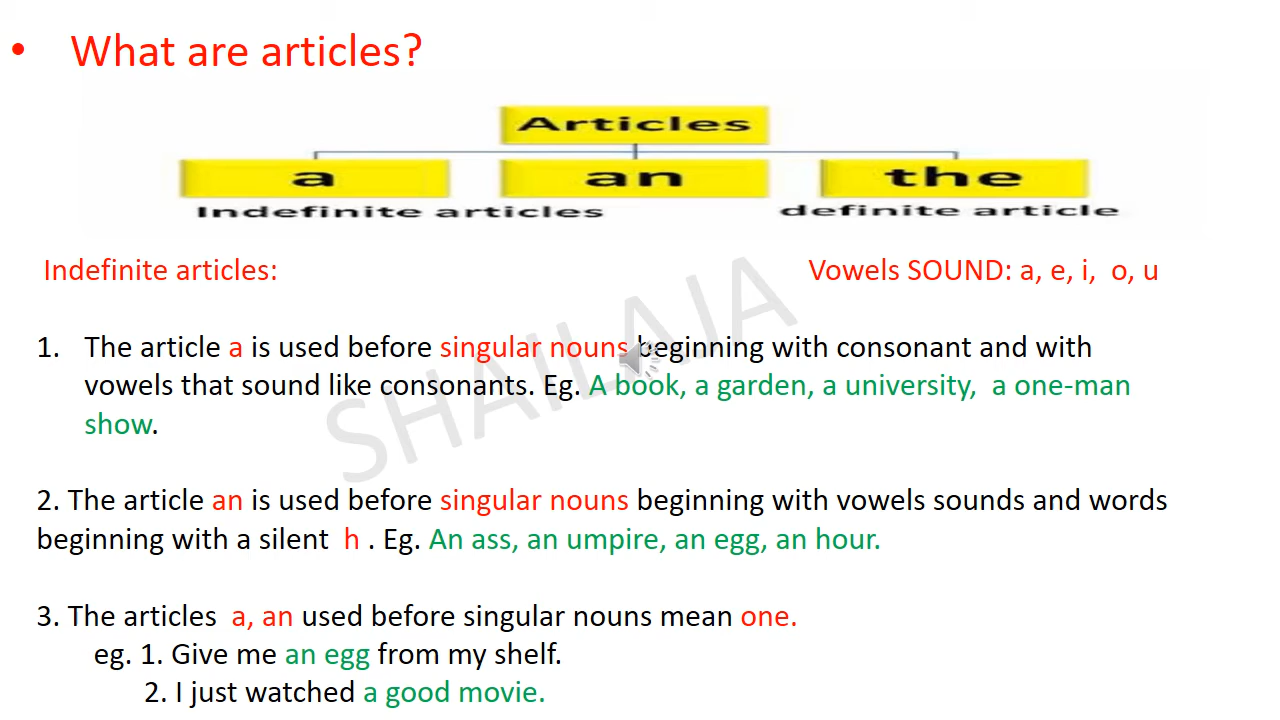 • What are articles?
Articles
a an the
Indefinite articles definite article
Indefinite articles: Vowels SOUND: a, e, i, o, u
1. The article a is used before singular nouns beginning with consonant and with
vowels that sound like consonants. Eg. A book, a garden, a university, a one-man
show.
2. The article an is used before singular nouns beginning with vowels sounds and words
beginning with a silent h . Eg. An ass, an umpire, an egg, an hour.
3. The articles a, an used before singular nouns mean one.
eg. 1. Give me an egg from my shelf.
2. I just watched a good movie.
SHAILAJA